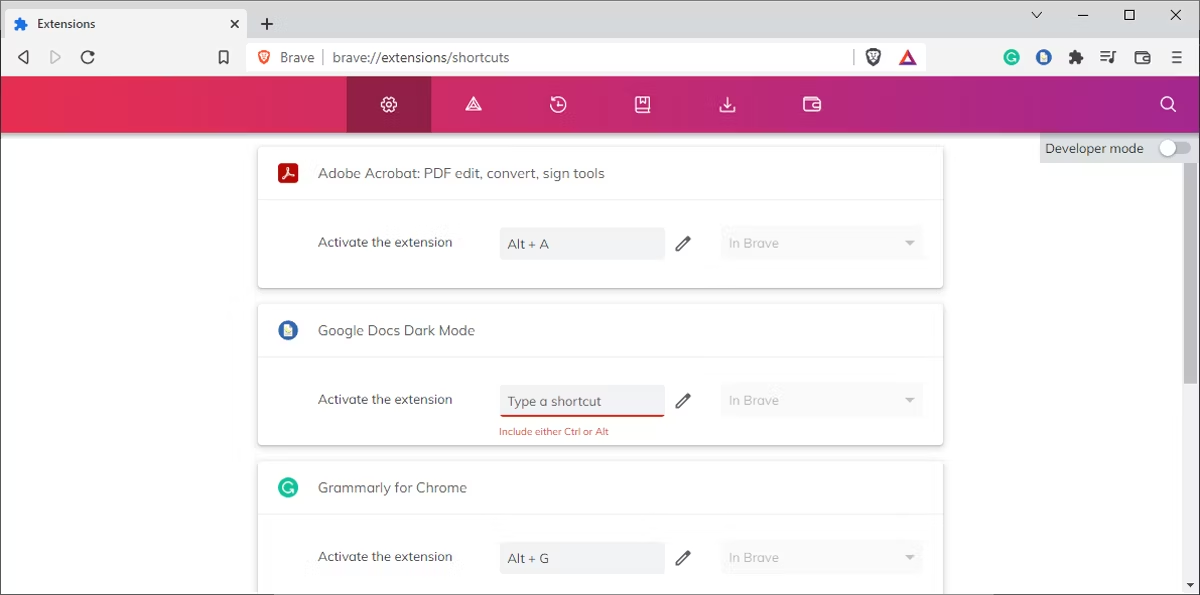 Extensions
Brave brave://extensions/shortcuts
Developer mode
Adobe Acrobat: PDF edit, convert, sign tools
Activate the extension Alt + A In Brave
Google Docs Dark Mode
Activate the extension Type a shortcut In Brave
Include either Ctrl or Alt
Grammarly for Chrome
Activate the extension Alt + G In Brave